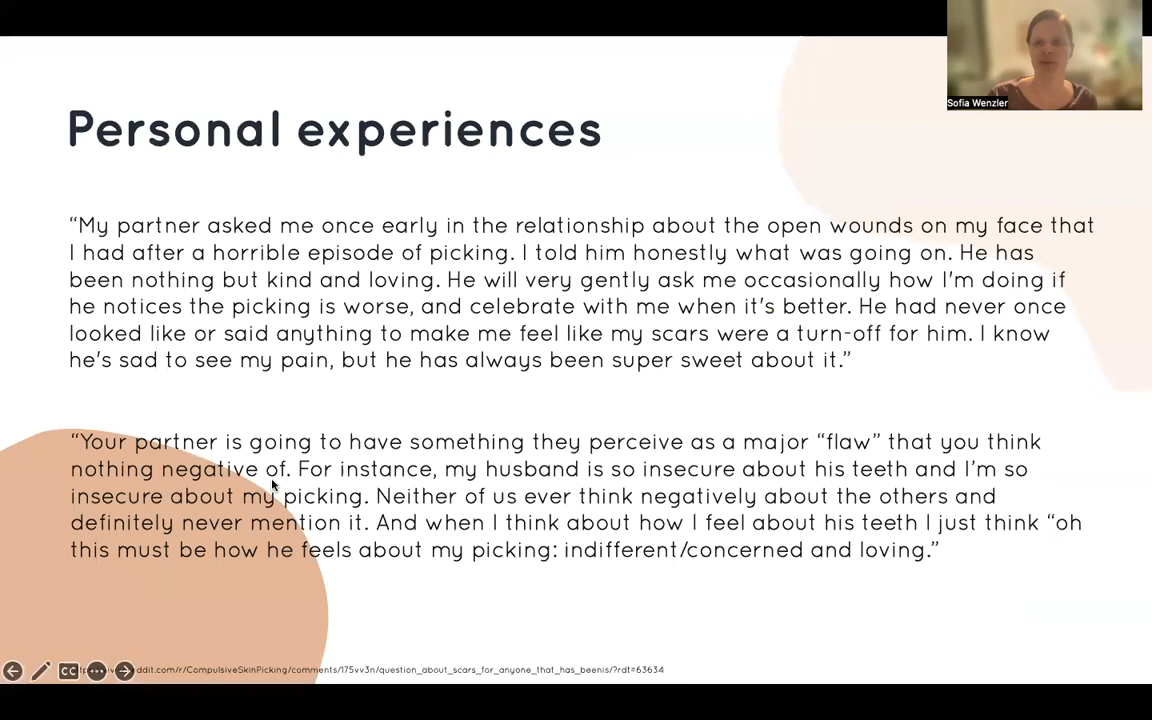 Sofia Wenzler
Personal experiences
“My partner asked me once early in the relationship about the open wounds on my face that
I had after a horrible episode of picking. I told him honestly what was going on. He has
been nothing but kind and loving. He will very gently ask me occasionally how I'm doing if
he notices the picking is worse, and celebrate with me when it's better. He had never once
looked like or said anything to make me feel like my scars were a turn-off for him. I know
he's sad to see my pain, but he has always been super sweet about it.”
“Your partner is going to have something they perceive as a major “flaw” that you think
nothing negative of. For instance, my husband is so insecure about his teeth and I’m so
insecure about my picking. Neither of us ever think negatively about the others and
definitely never mention it. And when I think about how I feel about his teeth I just think “oh
this must be how he feels about my picking: indifferent/concerned and loving.”
ddit.com/r/CompulsiveSkinPicking/comments/175vv3n/question_about_scars_for_anyone_that_has_beenis/?rdt=63634
CC